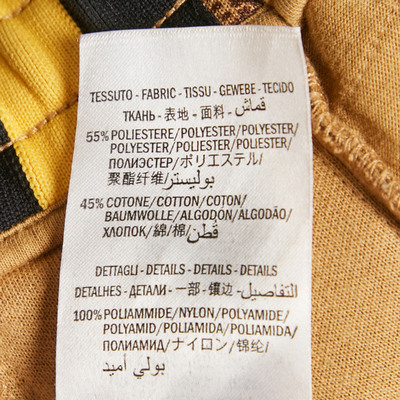 TESSUTO - FABRIC - TISSU - GEWEBE - TECIDO
ТКАНЬ - 表地 - 面料 - قماش
55% POLIESTERE/POLYESTER/POLYESTER/
POLYESTER/POLIESTER/POLIESTER/
ПОЛИЭСТЕР/ポリエステル/
聚酯纤维/بوليستر
45% COTONE/COTTON/COTON/
BAUMWOLLE/ALGODÓN/ALGODÃO/
ХЛОПОК/綿/棉/قطن
DETTAGLI - DETAILS - DETAILS - DETAILS
DETALHES - ДЕТАЛИ - 一部 - 镶边 - التفاصيل
100% POLIAMMIDE/NYLON/POLYAMIDE/
POLYAMID/POLIAMIDA/POLIAMIDA/
ПОЛИАМИД/ナイロン/锦纶/
بولي أميد